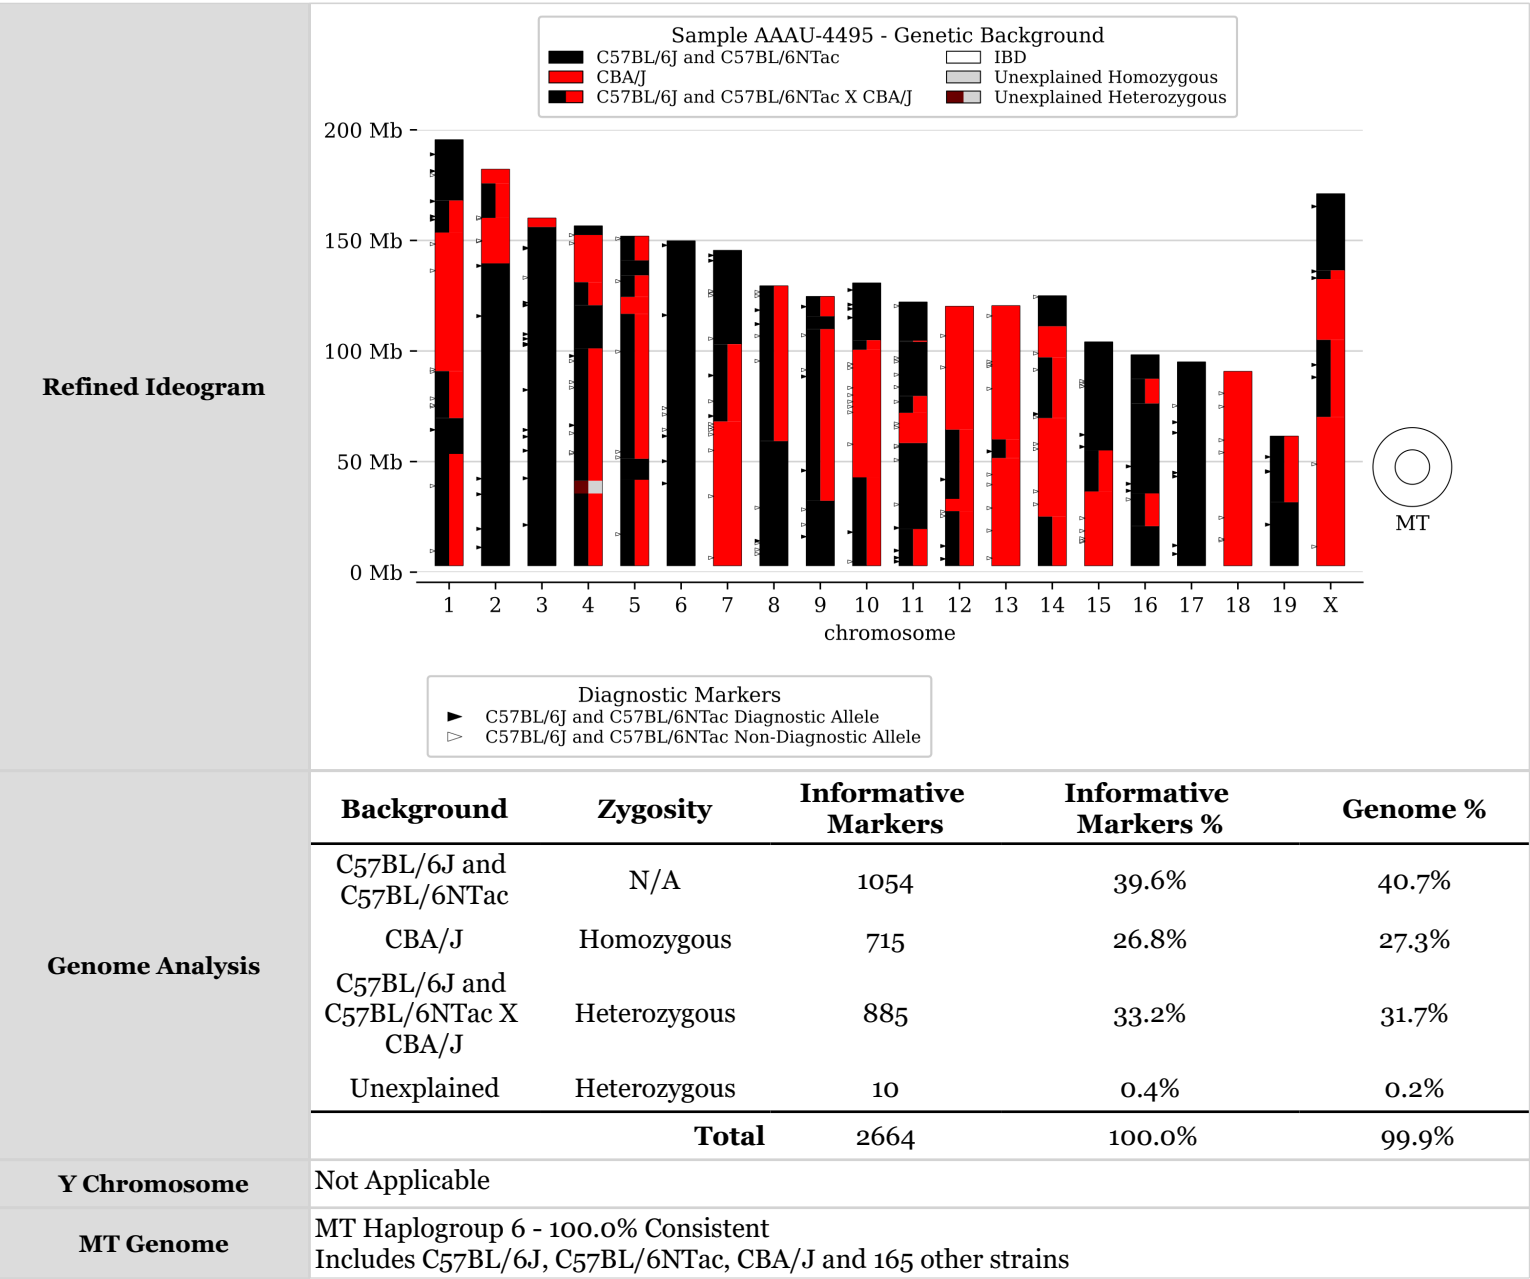 Refined Ideogram
Sample AAAU-4495 - Genetic Background
C57BL/6J and C57BL/6NTac
CBA/J
C57BL/6J and C57BL/6NTac X CBA/J
IBD
Unexplained Homozygous
Unexplained Heterozygous
200 Mb
150 Mb
100 Mb
50 Mb
0 Mb
1 2 3 4 5 6 7 8 9 10 11 12 13 14 15 16 17 18 19 X
chromosome
MT
Diagnostic Markers
C57BL/6J and C57BL/6NTac Diagnostic Allele
C57BL/6J and C57BL/6NTac Non-Diagnostic Allele
Genome Analysis
Background Zygosity Informative Markers Informative Markers % Genome %
C57BL/6J and
C57BL/6NTac N/A 1054 39.6% 40.7%
CBA/J Homozygous 715 26.8% 27.3%
C57BL/6J and
C57BL/6NTac X
CBA/J Heterozygous 885 33.2% 31.7%
Unexplained Heterozygous 10 0.4% 0.2%
Total 2664 100.0% 99.9%
Y Chromosome
Not Applicable
MT Genome
MT Haplogroup 6 - 100.0% Consistent
Includes C57BL/6J, C57BL/6NTac, CBA/J and 165 other strains